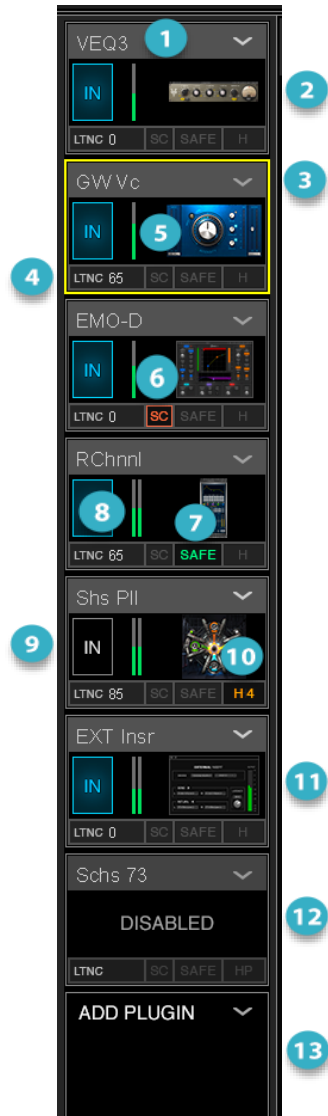 VEQ3 1
IN
2
LTNC 0 SC SAFE H
GW Vc 3
IN 5
4 LTNC 65 SC SAFE H
EMO-D
IN 6
LTNC 0 SC SAFE H
RChnnl
8 7
LTNC 65 SC SAFE H
Shs Pll
9 IN 10
LTNC 85 SC SAFE H 4
EXT Insr
IN 11
LTNC 0 SC SAFE H
Schs 73
DISABLED 12
LTNC SC SAFE HP
ADD PLUGIN
13